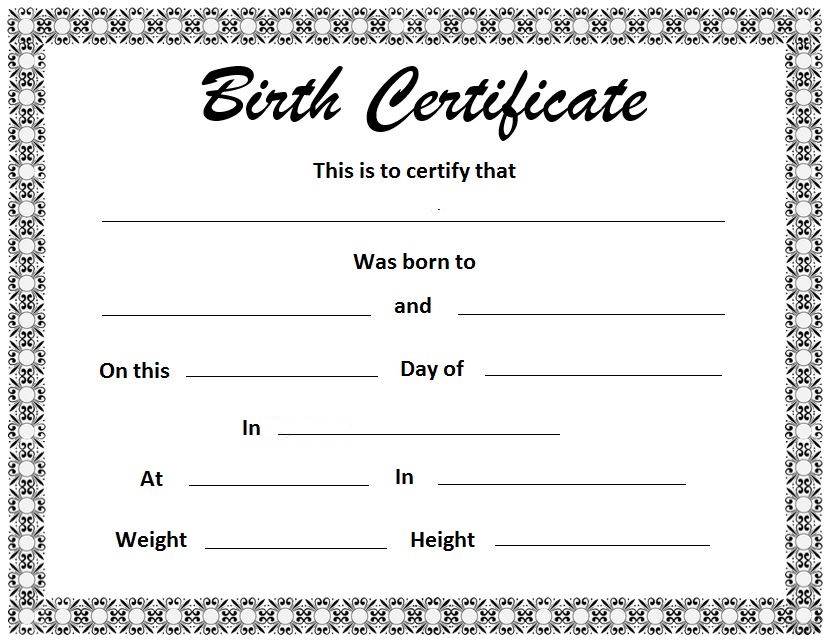 Birth Certificate
This is to certify that
Was born to
and
On this Day of
In
At In
Weight Height